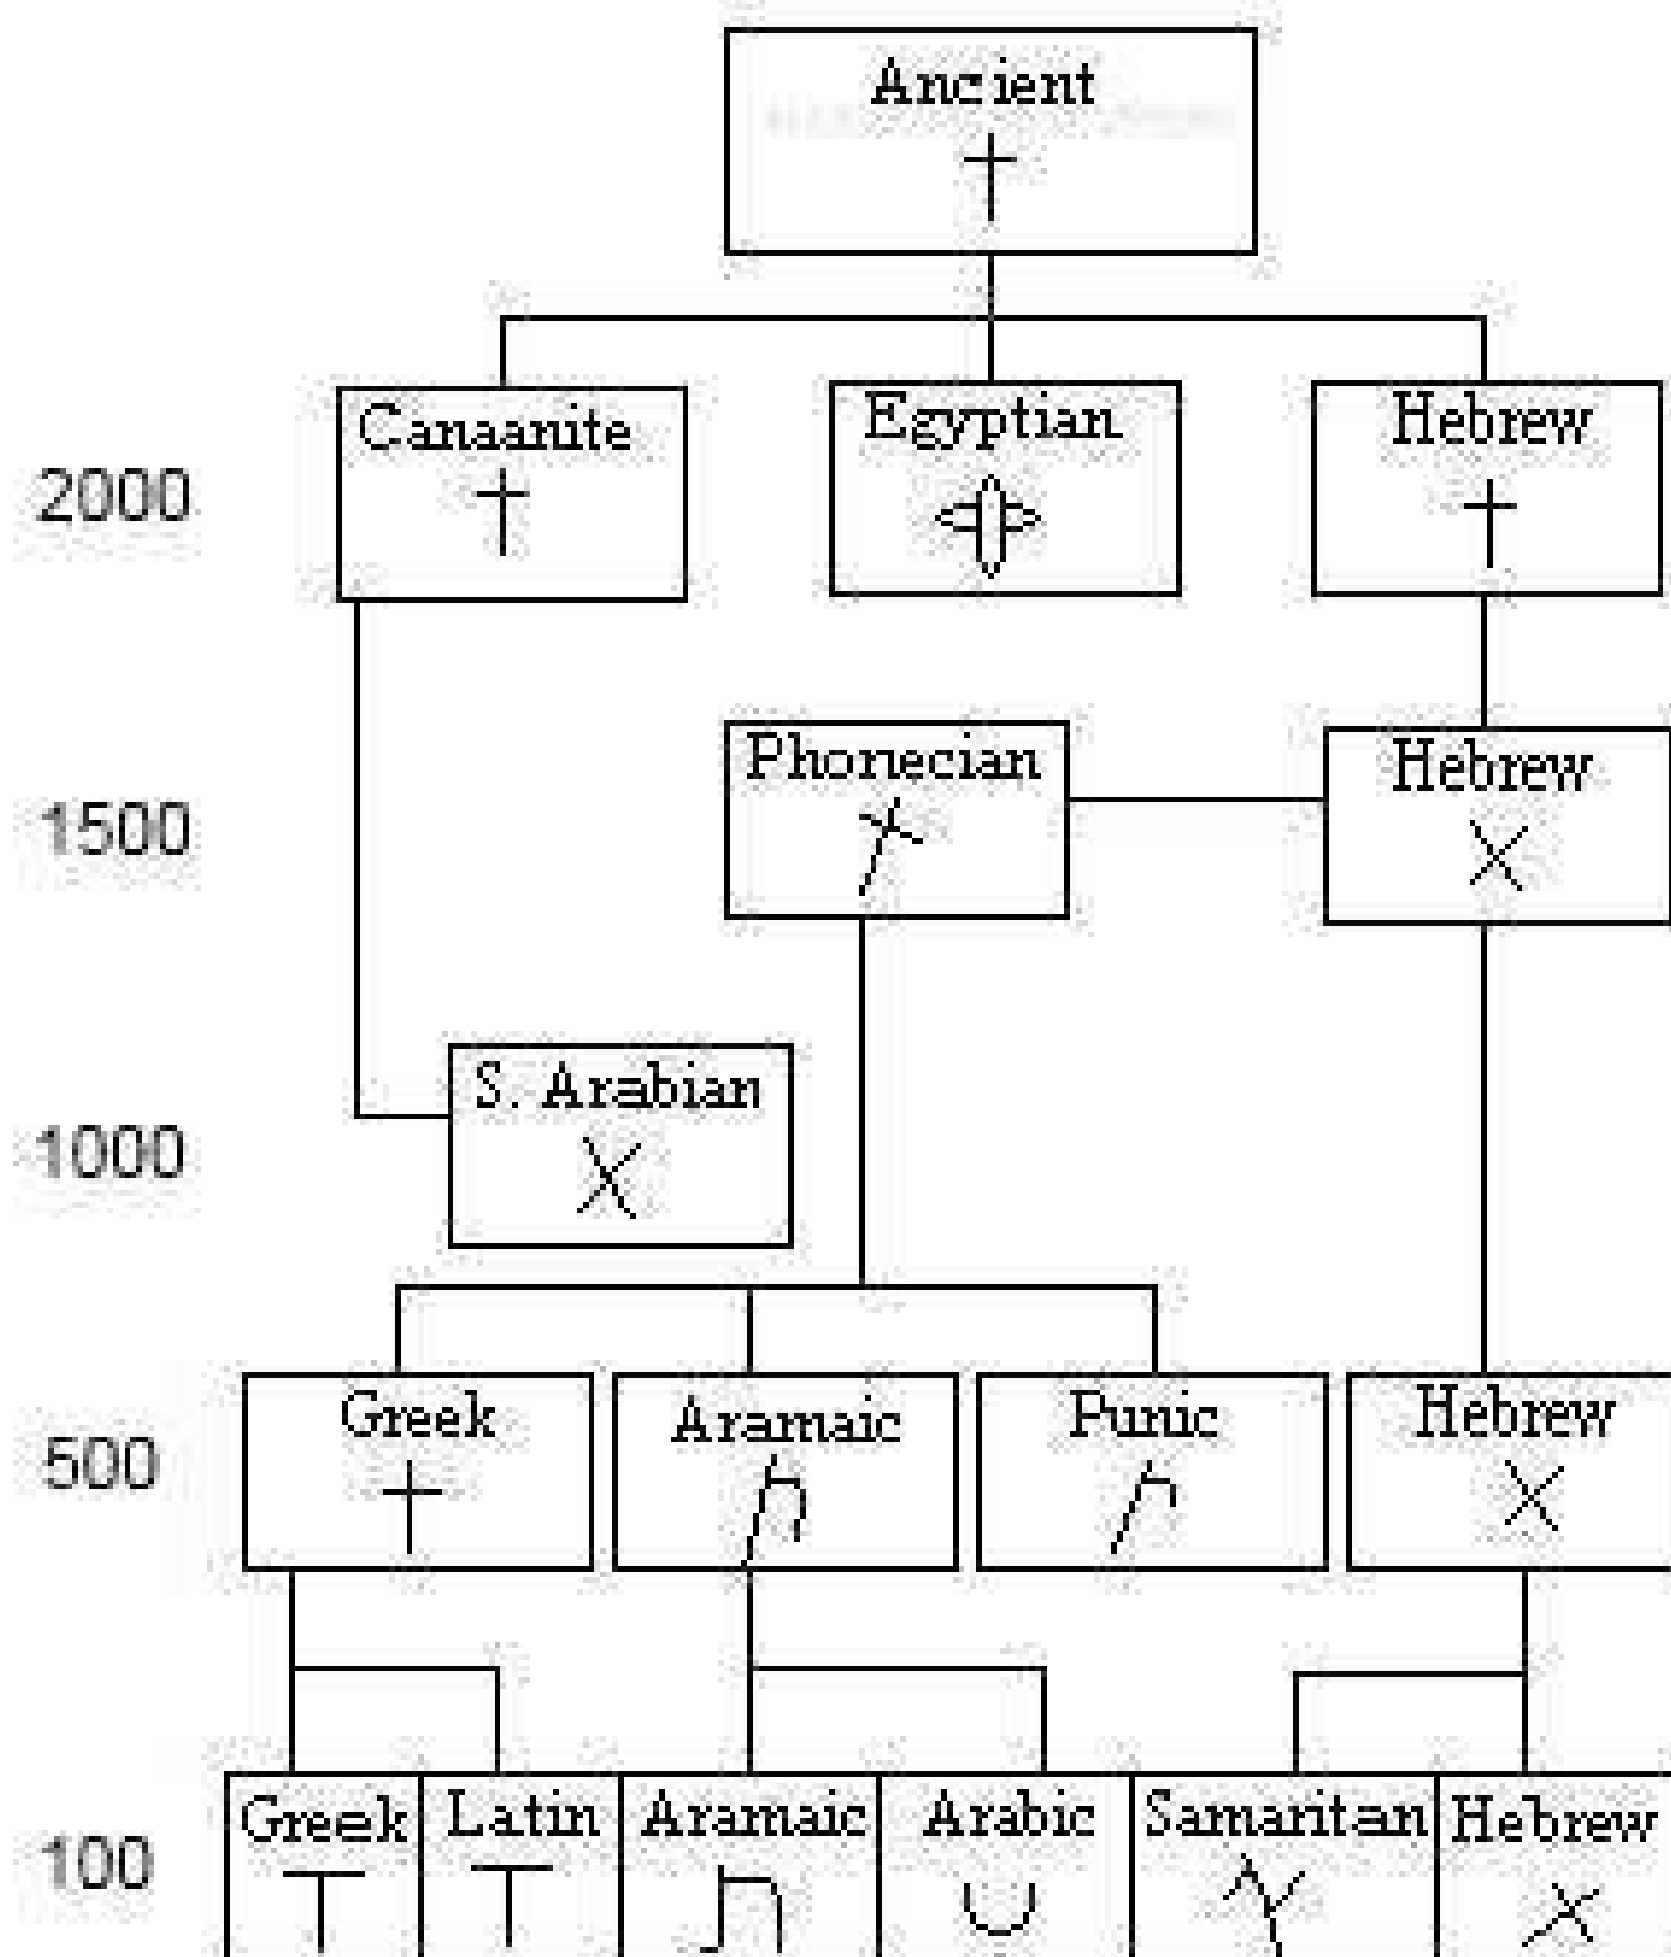 Ancient
Canaanite
Egyptian
Hebrew
2000
Phonecian
Hebrew
1500
S. Arabian
1000
Greek
Aramaic
Punic
Hebrew
500
Greek
Latin
Aramaic
Arabic
Samaritan
Hebrew
100